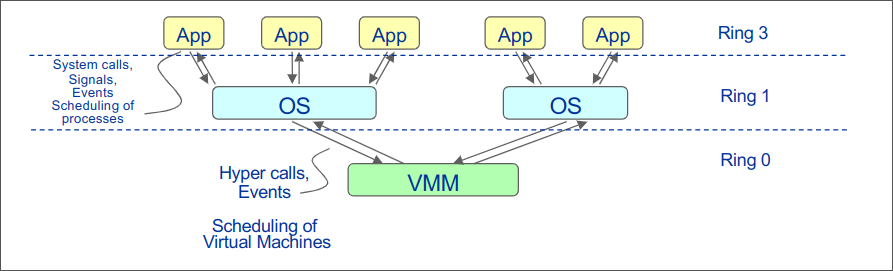 App App App App App Ring 3
System calls,
Signals,
Events
Scheduling of
processes
OS OS Ring 1
Hyper calls,
Events
VMM Ring 0
Scheduling of
Virtual Machines